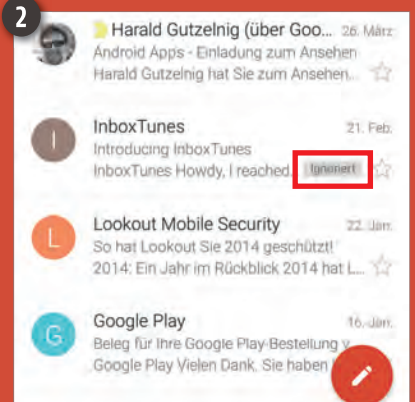 2
Harald Gutzelnig (über Goo... 26. März
Android Apps - Einladung zum Ansehen
Harald Gutzelnig hat Sie zum Ansehen...
I
InboxTunes 21. Feb.
Introducing InboxTunes
InboxTunes Howdy, I reached... Ignoriert
L
Lookout Mobile Security 22. Jan.
So hat Lookout Sie 2014 geschützt!
2014: Ein Jahr im Rückblick 2014 hat L...
G
Google Play 16. Jan.
Beleg für Ihre Google Play-Bestellung v
Google Play Vielen Dank. Sie haben